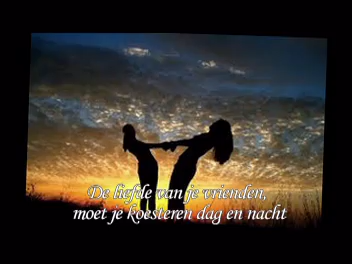 De liefde van je vrienden,
moet je koesteren dag en nacht